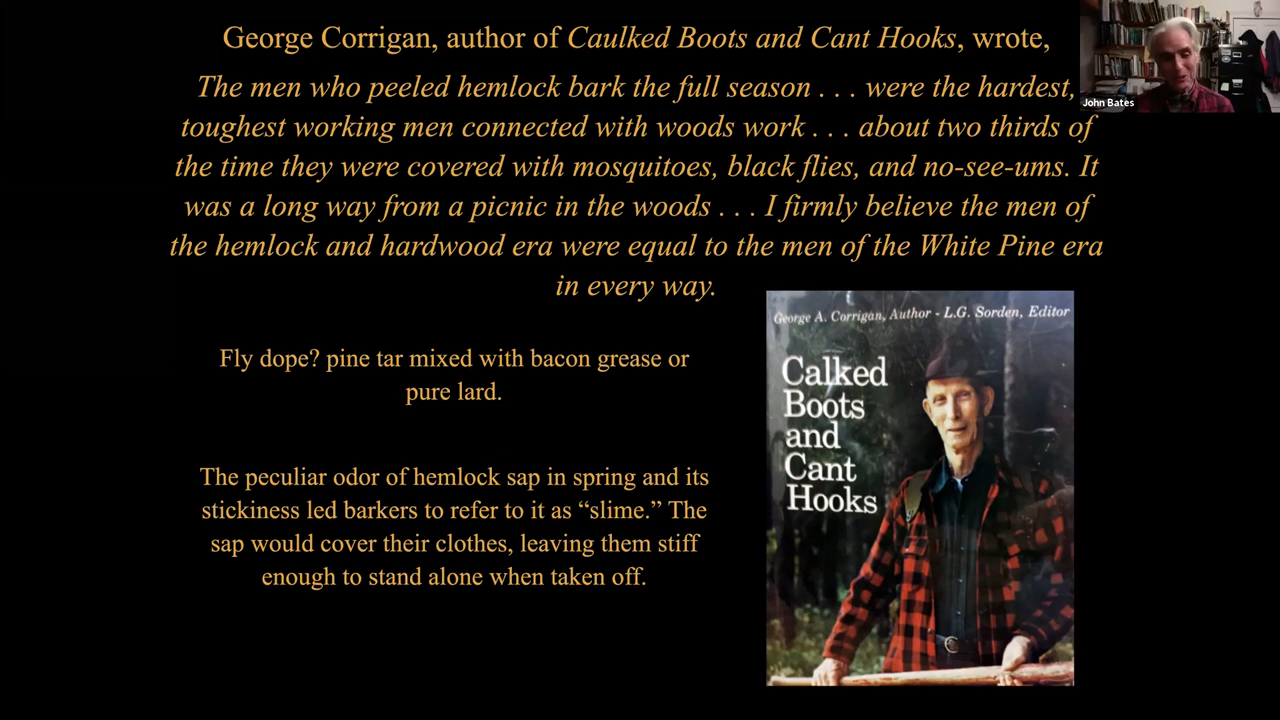 George Corrigan, author of Caulked Boots and Cant Hooks, wrote,
The men who peeled hemlock bark the full season . . . were the hardest,
toughest working men connected with woods work . . . about two thirds of
the time they were covered with mosquitoes, black flies, and no-see-ums. It
was a long way from a picnic in the woods . . . I firmly believe the men of
the hemlock and hardwood era were equal to the men of the White Pine era
in every way.
Fly dope? pine tar mixed with bacon grease or
pure lard.
The peculiar odor of hemlock sap in spring and its
stickiness led barkers to refer to it as “slime.” The
sap would cover their clothes, leaving them stiff
enough to stand alone when taken off.
George A. Corrigan, Author - L.G. Sorden, Editor
Calked
Boots
and
Cant
Hooks
John Bates